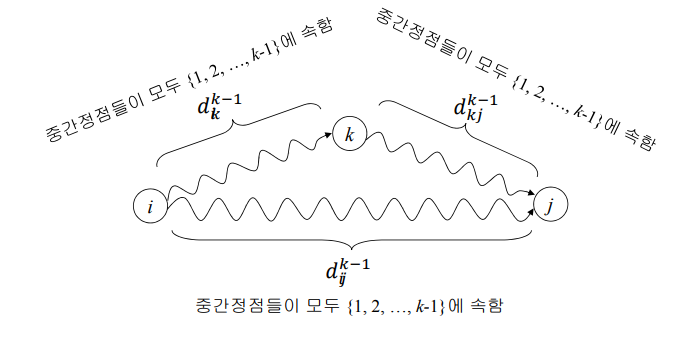 중간정점들이 모두 {1, 2, …, k-1}에 속함
중간정점들이 모두 {1, 2, …, k-1}에 속함
d_{ik}^{k−1}
d_{kj}^{k−1}
k
i
j
d_{ij}^{k−1}
중간정점들이 모두 {1, 2, …, k-1}에 속함